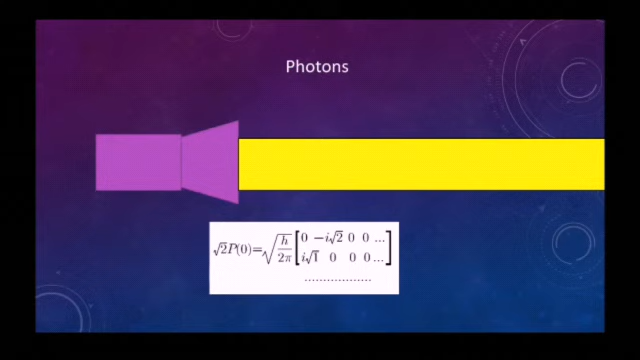 Photons
√2P(0)=√(h/2π) [0 −i√2 0 0 ...
i√1 0 0 0 ...]
..................